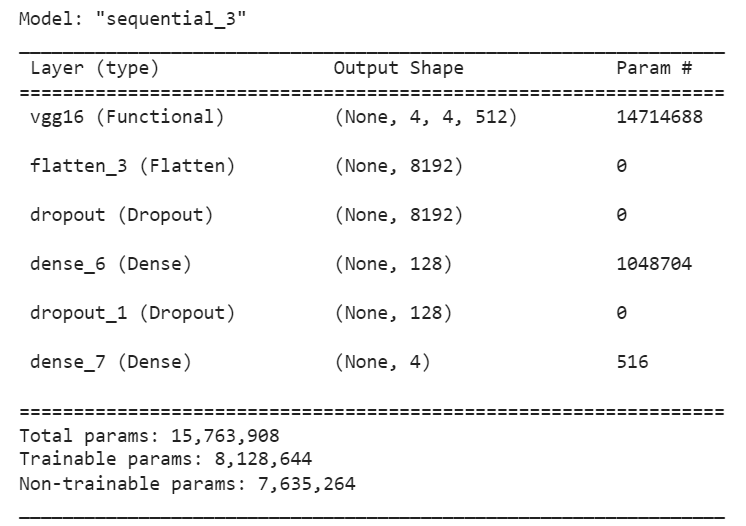 Model: "sequential_3"
_________________________________________________________________
Layer (type) Output Shape Param #
=================================================================
vgg16 (Functional) (None, 4, 4, 512) 14714688
flatten_3 (Flatten) (None, 8192) 0
dropout (Dropout) (None, 8192) 0
dense_6 (Dense) (None, 128) 1048704
dropout_1 (Dropout) (None, 128) 0
dense_7 (Dense) (None, 4) 516
=================================================================
Total params: 15,763,908
Trainable params: 8,128,644
Non-trainable params: 7,635,264
_________________________________________________________________